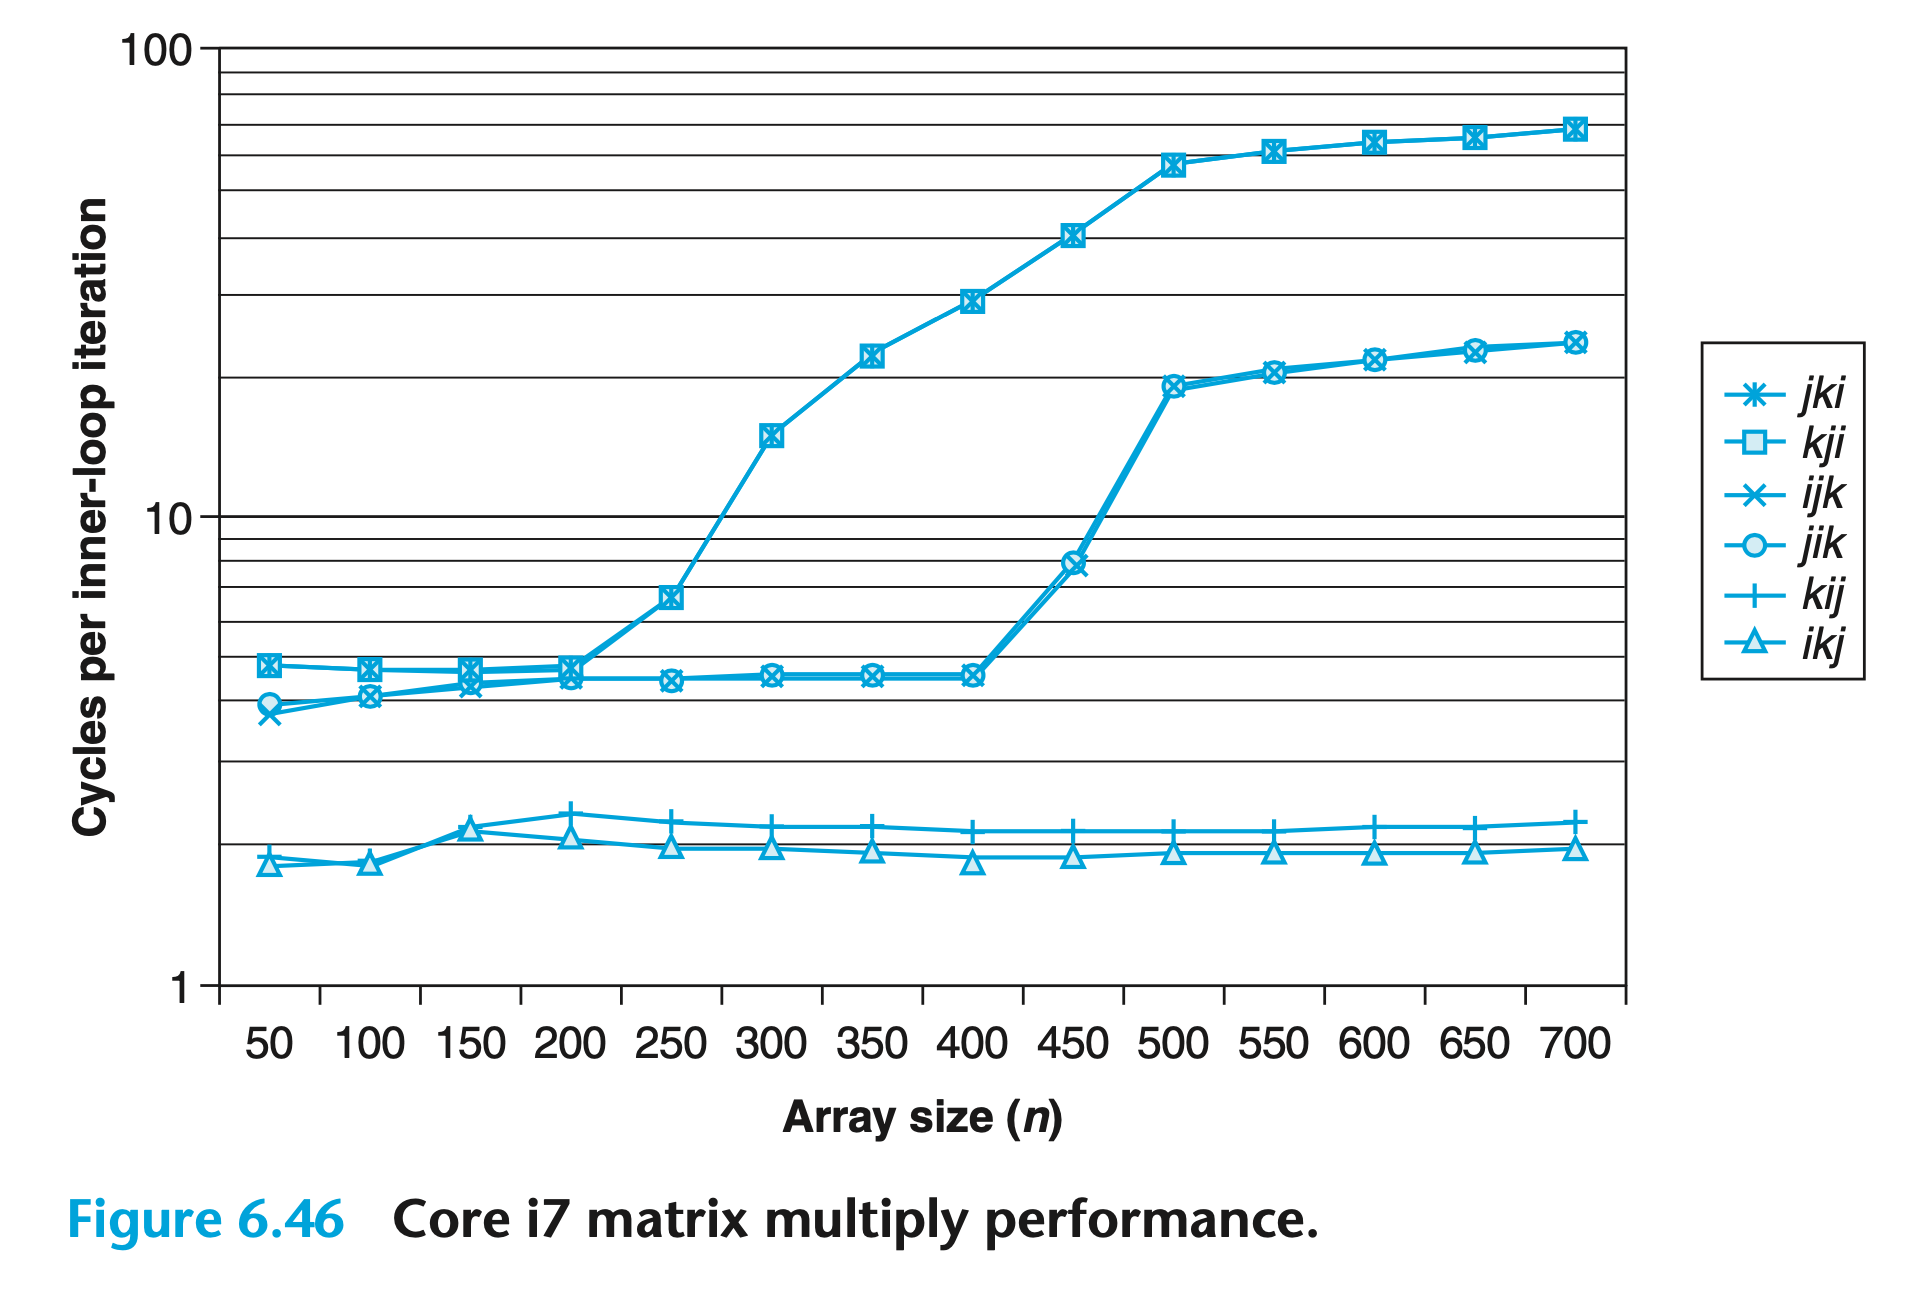 100
10
1
Cycles per inner-loop iteration
50 100 150 200 250 300 350 400 450 500 550 600 650 700
Array size (n)
jki
kji
ijk
jik
kij
ikj
Figure 6.46 Core i7 matrix multiply performance.